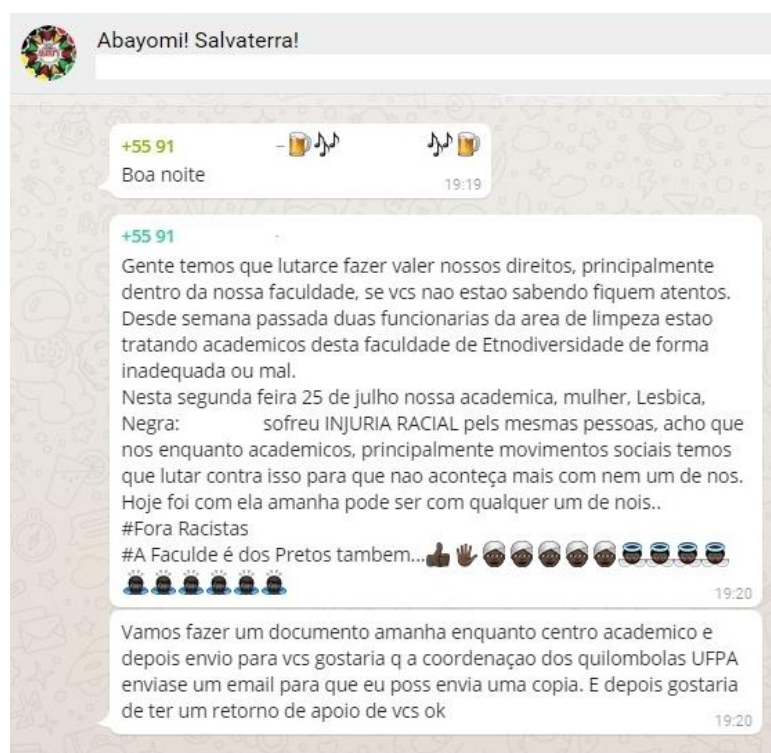 Abayomi! Salvaterra!
+55 91 -🍺🎶 🎶🍺
Boa noite
19:19
+55 91
Gente temos que lutarce fazer valer nossos direitos, principalmente
dentro da nossa faculdade, se vcs nao estao sabendo fiquem atentos.
Desde semana passada duas funcionarias da area de limpeza estao
tratando academicos desta faculdade de Etnodiversidade de forma
inadequada ou mal.
Nesta segunda feira 25 de julho nossa academica, mulher, Lesbica,
Negra: sofreu INJURIA RACIAL pels mesmas pessoas, acho que
nos enquanto academicos, principalmente movimentos sociais temos
que lutar contra isso para que nao aconteça mais com nem um de nos.
Hoje foi com ela amanha pode ser com qualquer um de nois..
#Fora Racistas
#A Faculde é dos Pretos tambem...
19:20
Vamos fazer um documento amanha enquanto centro academico e
depois envio para vcs gostaria q a coordenaçao dos quilombolas UFPA
enviase um email para que eu poss envia uma copia. E depois gostaria
de ter um retorno de apoio de vcs ok
19:20